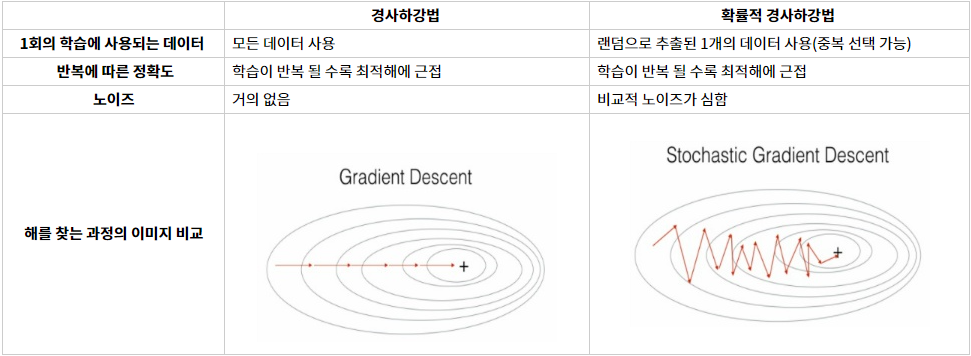 경사하강법 확률적 경사하강법
1회의 학습에 사용되는 데이터 모든 데이터 사용 랜덤으로 추출된 1개의 데이터 사용(중복 선택 가능)
반복에 따른 정확도 학습이 반복 될 수록 최적해에 근접 학습이 반복 될 수록 최적해에 근접
노이즈 거의 없음 비교적 노이즈가 심함
해를 찾는 과정의 이미지 비교
Gradient Descent
Stochastic Gradient Descent